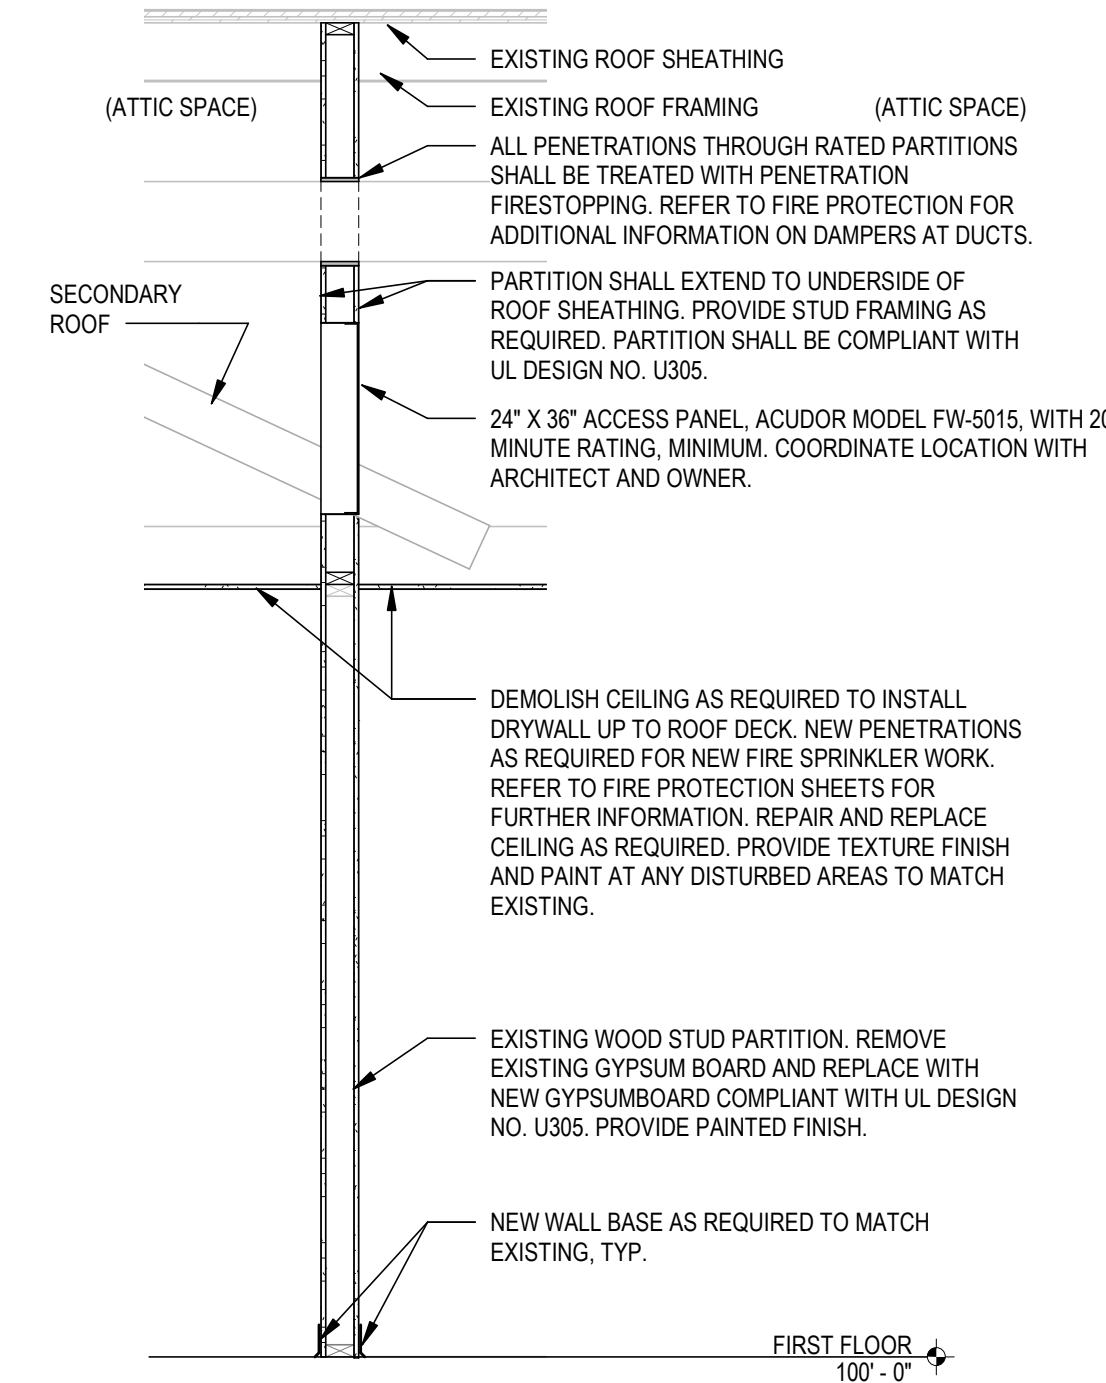 EXISTING ROOF SHEATHING
(ATTIC SPACE)
EXISTING ROOF FRAMING
(ATTIC SPACE)
ALL PENETRATIONS THROUGH RATED PARTITIONS
SHALL BE TREATED WITH PENETRATION
FIRESTOPPING. REFER TO FIRE PROTECTION FOR
ADDITIONAL INFORMATION ON DAMPERS AT DUCTS.
SECONDARY
ROOF
PARTITION SHALL EXTEND TO UNDERSIDE OF
ROOF SHEATHING. PROVIDE STUD FRAMING AS
REQUIRED. PARTITION SHALL BE COMPLIANT WITH
UL DESIGN NO. U305.
24" X 36" ACCESS PANEL, ACUDOR MODEL FW-5015, WITH 20
MINUTE RATING, MINIMUM. COORDINATE LOCATION WITH
ARCHITECT AND OWNER.
DEMOLISH CEILING AS REQUIRED TO INSTALL
DRYWALL UP TO ROOF DECK. NEW PENETRATIONS
AS REQUIRED FOR NEW FIRE SPRINKLER WORK.
REFER TO FIRE PROTECTION SHEETS FOR
FURTHER INFORMATION. REPAIR AND REPLACE
CEILING AS REQUIRED. PROVIDE TEXTURE FINISH
AND PAINT AT ANY DISTURBED AREAS TO MATCH
EXISTING.
EXISTING WOOD STUD PARTITION. REMOVE
EXISTING GYPSUM BOARD AND REPLACE WITH
NEW GYPSUMBOARD COMPLIANT WITH UL DESIGN
NO. U305. PROVIDE PAINTED FINISH.
NEW WALL BASE AS REQUIRED TO MATCH
EXISTING, TYP.
FIRST FLOOR
100' - 0"